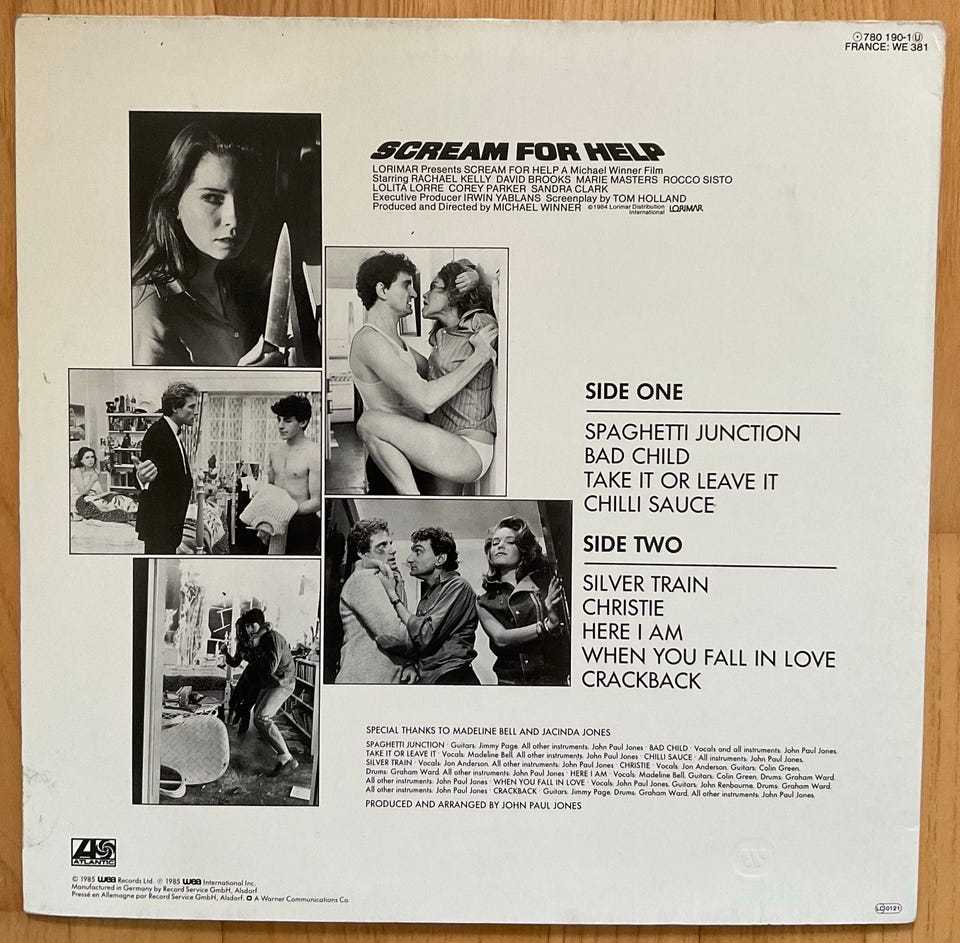 780 190-1 U
FRANCE: WE 381
SCREAM FOR HELP
LORIMAR Presents SCREAM FOR HELP A Michael Winner Film
Starring RACHAEL KELLY DAVID BROOKS MARIE MASTERS ROCCO SISTO
LOLITA LORRE COREY PARKER SANDRA CLARK
Executive Producer IRWIN YABLANS Screenplay by TOM HOLLAND
Produced and Directed by MICHAEL WINNER ©1984 Lorimar Distribution International LORIMAR
SIDE ONE
SPAGHETTI JUNCTION
BAD CHILD
TAKE IT OR LEAVE IT
CHILLI SAUCE
SIDE TWO
SILVER TRAIN
CHRISTIE
HERE I AM
WHEN YOU FALL IN LOVE
CRACKBACK
SPECIAL THANKS TO MADELINE BELL AND JACINDA JONES
SPAGHETTI JUNCTION · Guitars: Jimmy Page. All other instruments: John Paul Jones · BAD CHILD · Vocals and all instruments: John Paul Jones.
TAKE IT OR LEAVE IT · Vocals: Madeline Bell. All other instruments: John Paul Jones · CHILLI SAUCE · All instruments: John Paul Jones.
SILVER TRAIN · Vocals: Jon Anderson. All other instruments: John Paul Jones · CHRISTIE · Vocals: Jon Anderson, Guitars: Colin Green,
Drums: Graham Ward. All other instruments: John Paul Jones · HERE I AM · Vocals: Madeline Bell, Guitars: Colin Green, Drums: Graham Ward.
All other instruments: John Paul Jones · WHEN YOU FALL IN LOVE · Vocals: John Paul Jones, Guitars: John Renbourne, Drums: Graham Ward.
All other instruments: John Paul Jones · CRACKBACK · Guitars: Jimmy Page, Drums: Graham Ward. All other instruments: John Paul Jones.
PRODUCED AND ARRANGED BY JOHN PAUL JONES
ATLANTIC
© 1985 wea Records Ltd. ℗ 1985 wea International Inc.
Manufactured in Germany by Record Service GmbH, Alsdorf
Pressé en Allemagne par Record Service GmbH, Alsdorf. A Warner Communications Co.
LC 0121